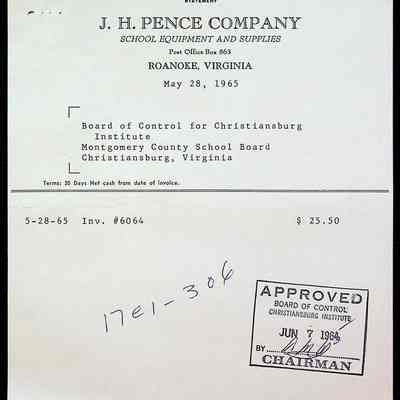 STATEMENT
J. H. PENCE COMPANY
SCHOOL EQUIPMENT AND SUPPLIES
Post Office Box 863
ROANOKE, VIRGINIA
May 28, 1965
Board of Control for Christiansburg
Institute
Montgomery County School Board
Christiansburg, Virginia
Terms: 30 Days Net cash from date of invoice.
5-28-65 Inv. #6064 $ 25.50
17e1-306
APPROVED
BOARD OF CONTROL
CHRISTIANSBURG INSTITUTE
JUN 7 1965
BY
CHAIRMAN